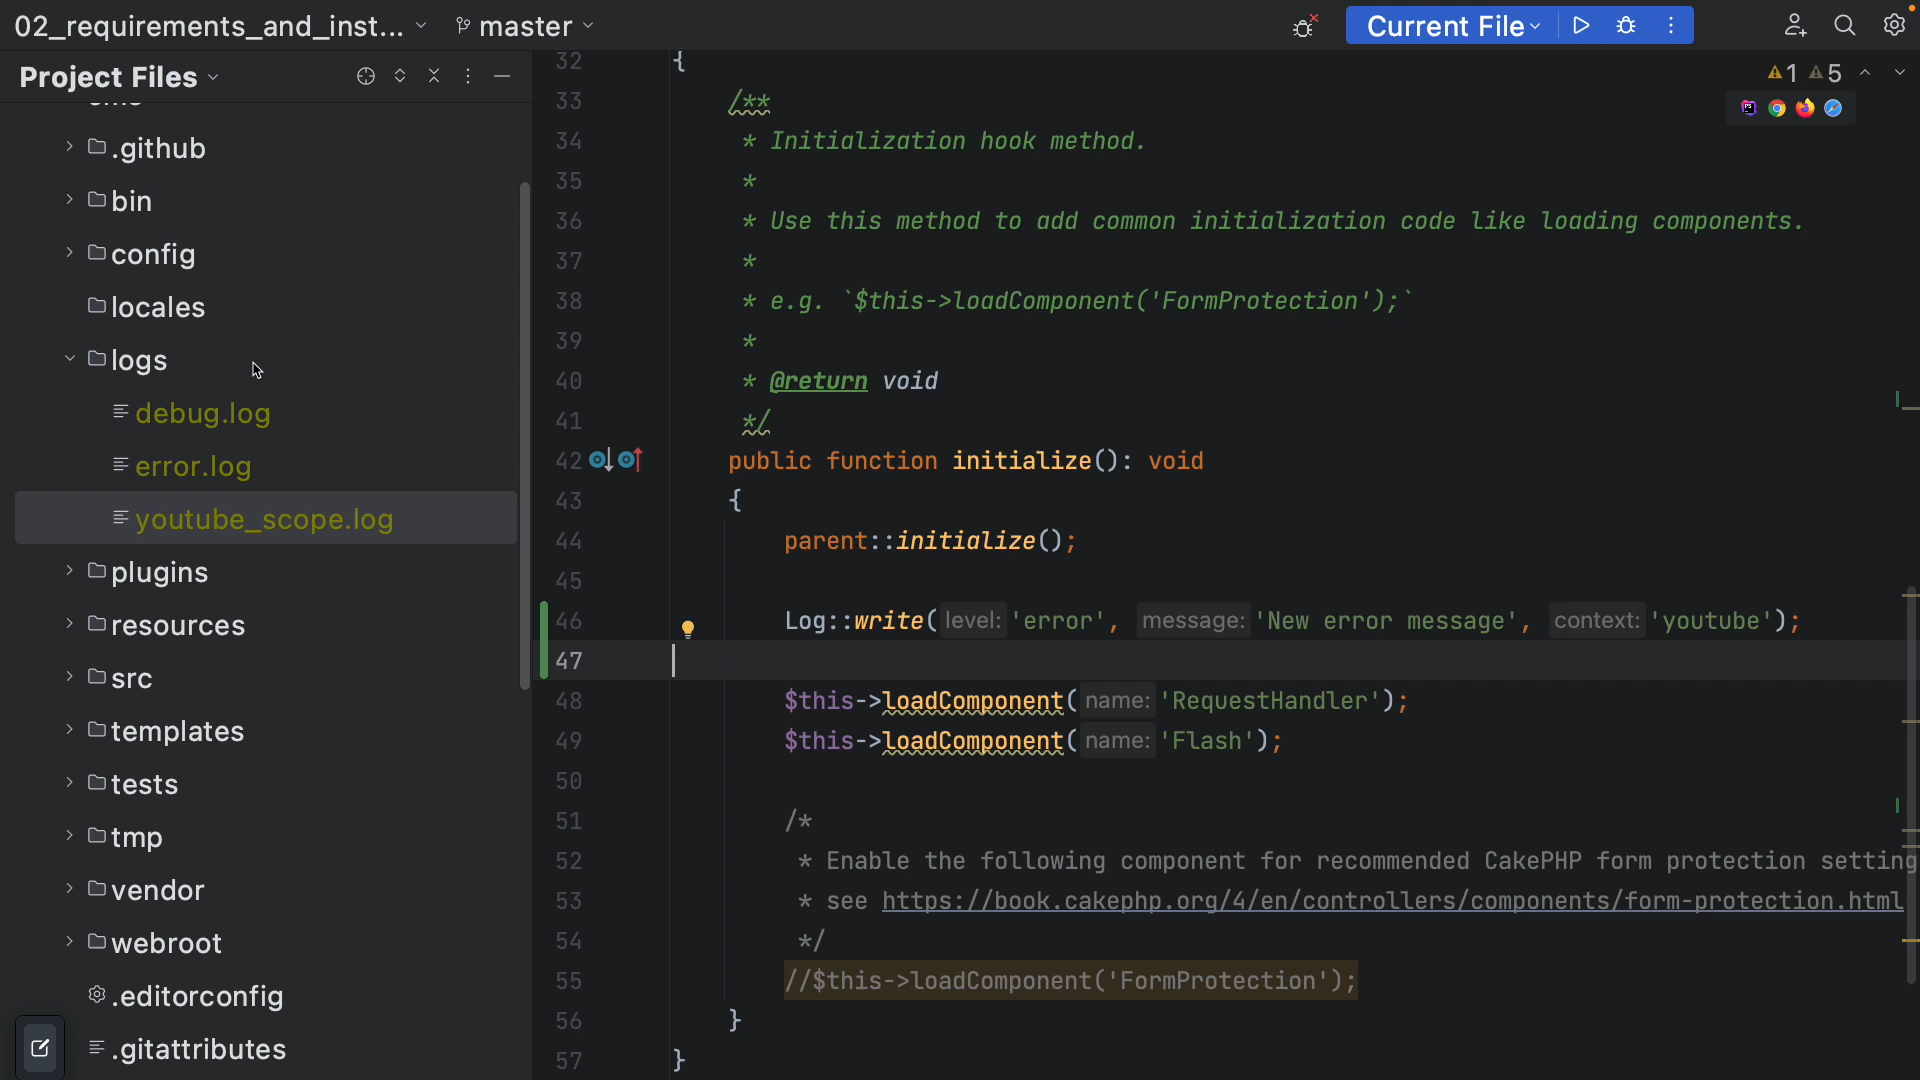 02_requirements_and_inst...
master
Current File
Project Files
.github
bin
config
locales
logs
debug.log
error.log
youtube_scope.log
plugins
resources
src
templates
tests
tmp
vendor
webroot
.editorconfig
.gitattributes
1 5
32 {
33 /**
34 * Initialization hook method.
35 *
36 * Use this method to add common initialization code like loading components.
37 *
38 * e.g. `$this->loadComponent('FormProtection');`
39 *
40 * @return void
41 */
42 public function initialize(): void
43 {
44 parent::initialize();
45
46 Log::write( level: 'error', message: 'New error message', context: 'youtube');
47
48 $this->loadComponent( name: 'RequestHandler');
49 $this->loadComponent( name: 'Flash');
50
51 /*
52 * Enable the following component for recommended CakePHP form protection setting
53 * see https://book.cakephp.org/4/en/controllers/components/form-protection.html
54 */
55 //$this->loadComponent('FormProtection');
56 }
57 }